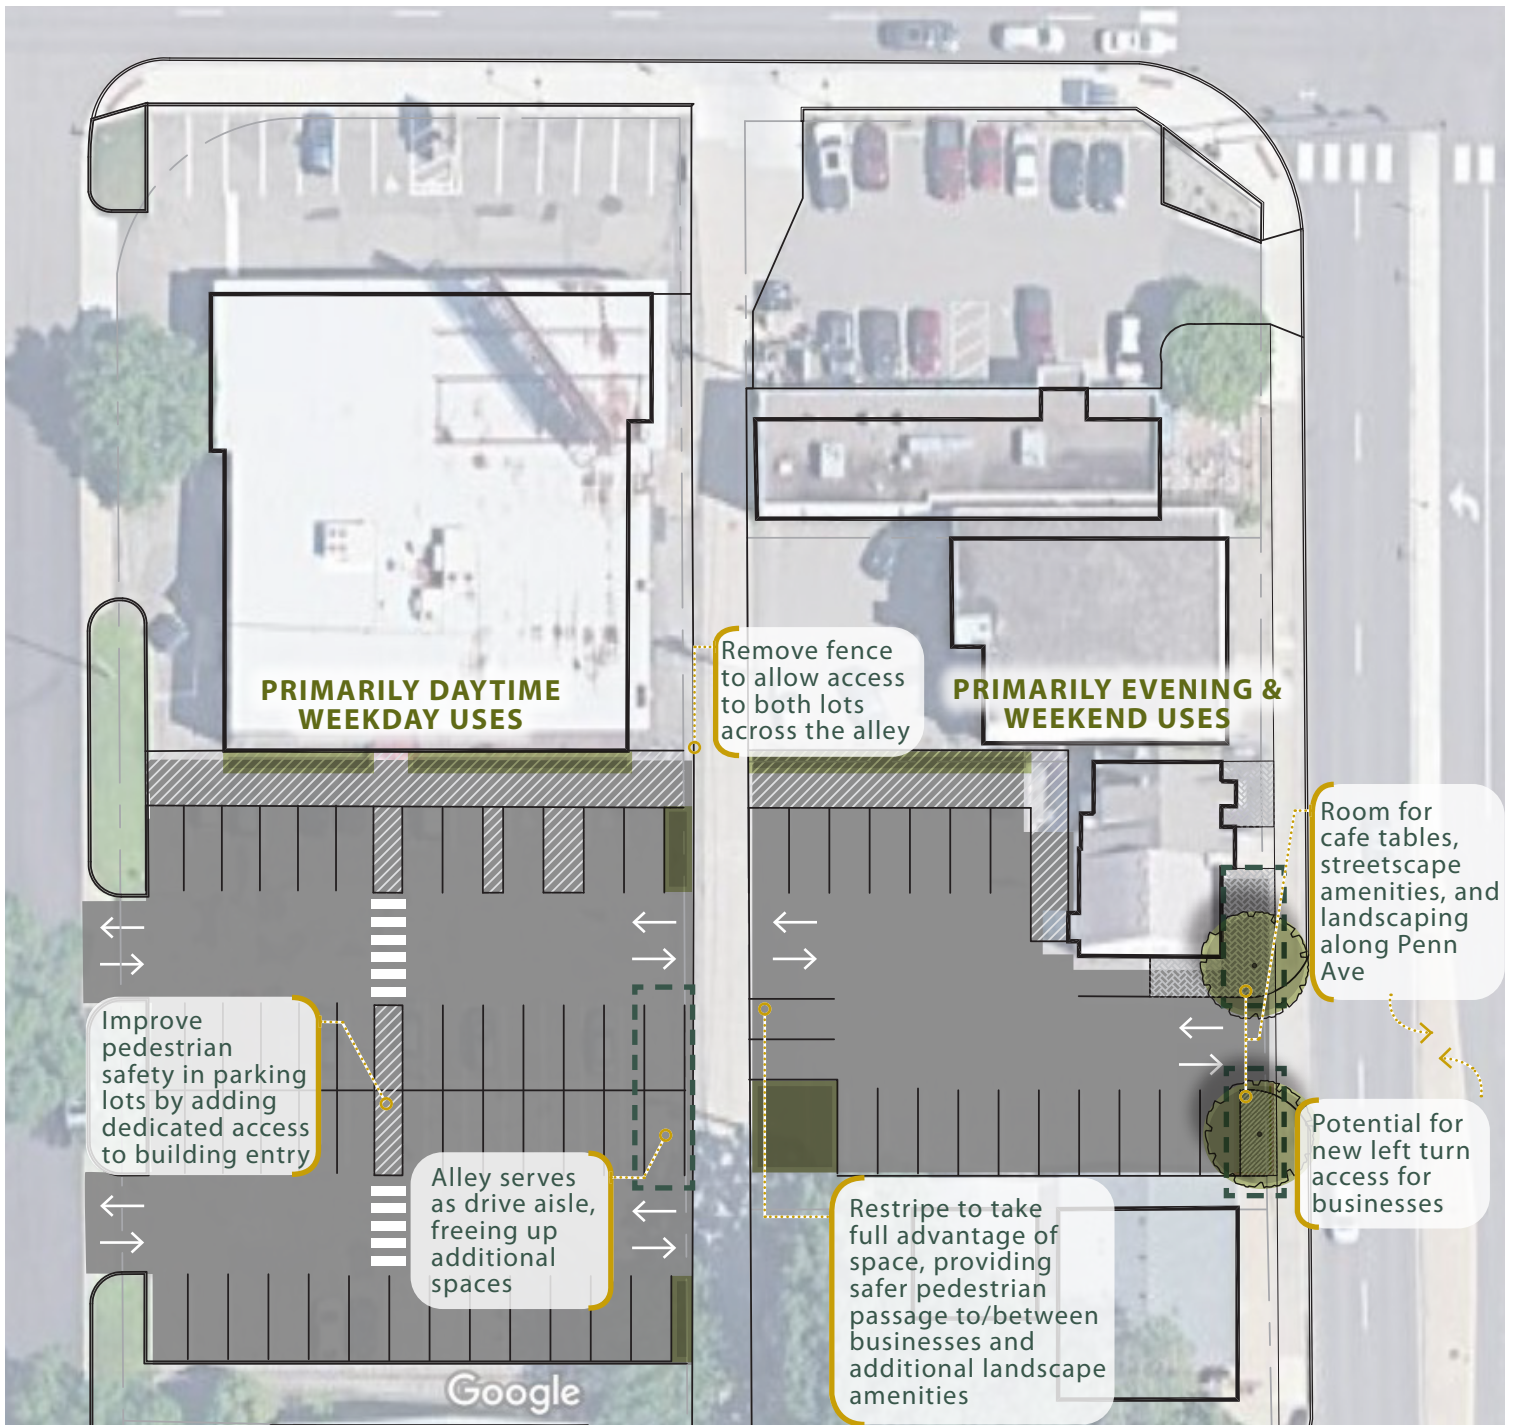 PRIMARILY DAYTIME
WEEKDAY USES
Remove fence
to allow access
to both lots
across the alley
PRIMARILY EVENING &
WEEKEND USES
Room for
cafe tables,
streetscape
amenities, and
landscaping
along Penn
Ave
Improve
pedestrian
safety in parking
lots by adding
dedicated access
to building entry
Alley serves
as drive aisle,
freeing up
additional
spaces
Restripe to take
full advantage of
space, providing
safer pedestrian
passage to/between
businesses and
additional landscape
amenities
Potential for
new left turn
access for
businesses
Google